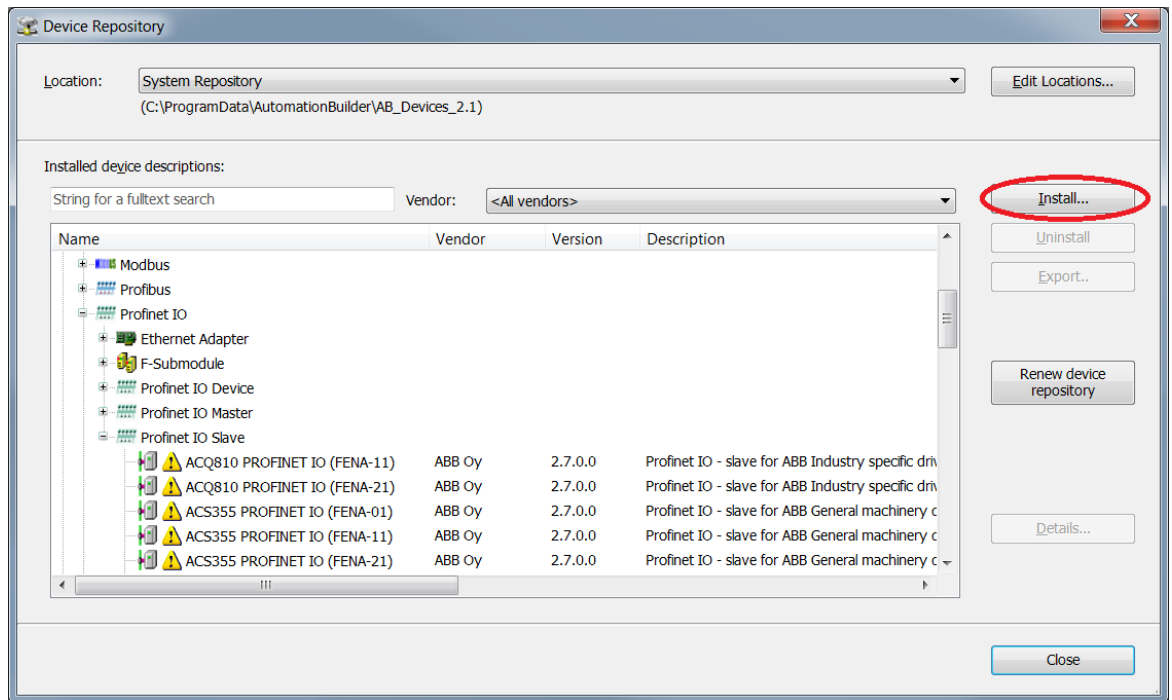 Device Repository
Location:
System Repository
Edit Locations...
(C:\ProgramData\AutomationBuilder\AB_Devices_2.1)
Installed device descriptions:
String for a fulltext search
Vendor:
<All vendors>
Install...
Name Vendor Version Description
Uninstall
Modbus
Export..
Profibus
Profinet IO
Ethernet Adapter
F-Submodule
Profinet IO Device
Renew device
repository
Profinet IO Master
Profinet IO Slave
ACQ810 PROFINET IO (FENA-11) ABB Oy 2.7.0.0 Profinet IO - slave for ABB Industry specific driv
ACQ810 PROFINET IO (FENA-21) ABB Oy 2.7.0.0 Profinet IO - slave for ABB Industry specific driv
ACS355 PROFINET IO (FENA-01) ABB Oy 2.7.0.0 Profinet IO - slave for ABB General machinery c
ACS355 PROFINET IO (FENA-11) ABB Oy 2.7.0.0 Profinet IO - slave for ABB General machinery c
Details...
ACS355 PROFINET IO (FENA-21) ABB Oy 2.7.0.0 Profinet IO - slave for ABB General machinery c
Close